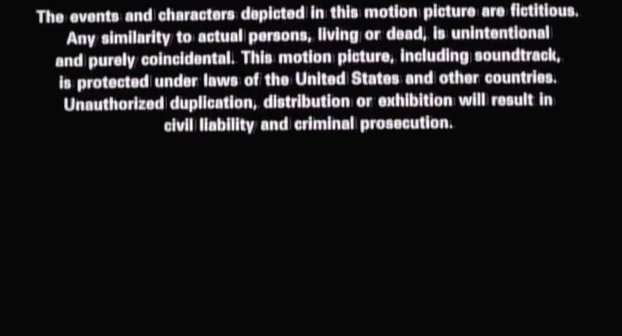 The events and characters depicted in this motion picture are fictitious.
Any similarity to actual persons, living or dead, is unintentional
and purely coincidental. This motion picture, including soundtrack,
is protected under laws of the United States and other countries.
Unauthorized duplication, distribution or exhibition will result in
civil liability and criminal prosecution.